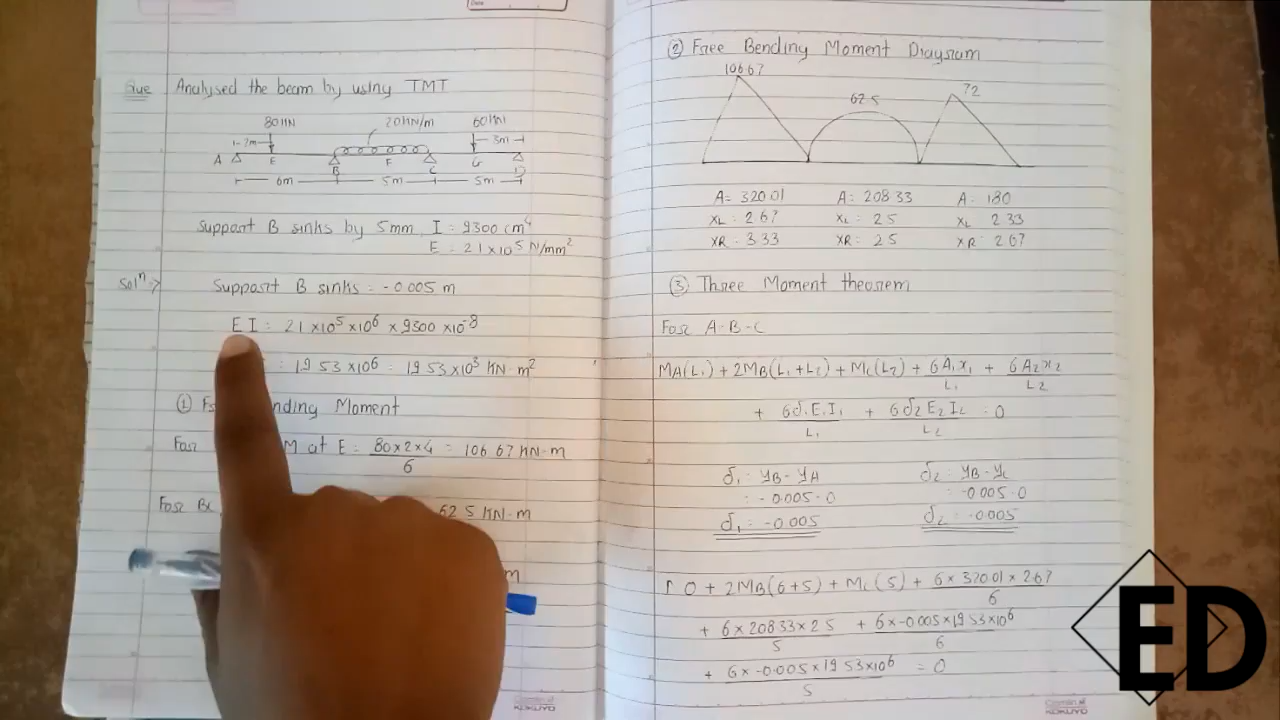 Que Analysed the beam by using TMT
80KN 20KN/m 60KN
2m 3m
A E B F C G D
6m 5m 5m
Support B sinks by 5mm, I = 9300 cm⁴
E = 2.1 × 10⁵ N/mm²
Solⁿ⇒ Support B sinks = -0.005 m
EI = 2.1 × 10⁵ × 10⁶ × 9300 × 10⁻⁸
= 19.53 × 10⁶ = 19.53 × 10³ KN·m²
① nding Moment
For M at E = 80×2×4/6 = 106.67 KN-m
For BC 62.5 KN-m
m
② Free Bending Moment Diagram
106.67 62.5 72
A = 320.01 A = 208.33 A = 180
XL = 2.67 XL = 2.5 XL = 2.33
XR = 3.33 XR = 2.5 XR = 2.67
③ Three Moment theorem
For A-B-C
MA(L₁) + 2MB(L₁+L₂) + MC(L₂) + 6A₁x₁/L₁ + 6A₂x₂/L₂
+ 6δ₁E₁I₁/L₁ + 6δ₂E₂I₂/L₂ = 0
δ₁ = yB - yA δ₂ = yB - yC
= -0.005-0 = -0.005-0
δ₁ = -0.005 δ₂ = -0.005
0 + 2MB(6+5) + MC(5) + 6 × 320.01 × 2.67/6
+ 6 × 208.33 × 2.5/5 + 6 × -0.005 × 19.53 × 10⁶/6
+ 6 × -0.005 × 19.53 × 10⁶/5 = 0
ED